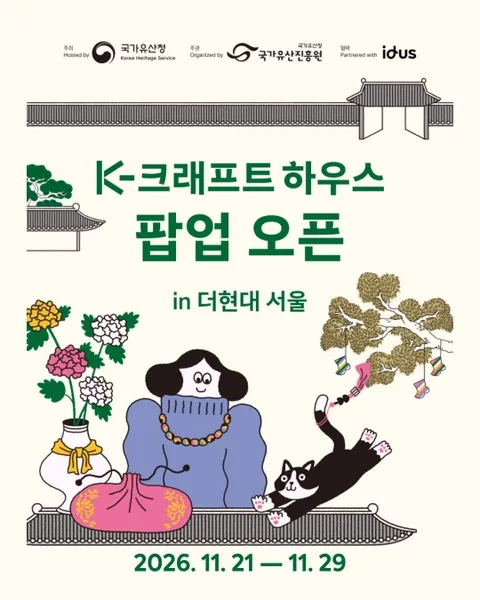 주최
Hosted by
국가유산청
Korea Heritage Service
주관
Organized by
국가유산청
국가유산진흥원
협력
Partnered with
idus
K-크래프트 하우스
팝업 오픈
in 더현대 서울
2026. 11. 21 — 11. 29